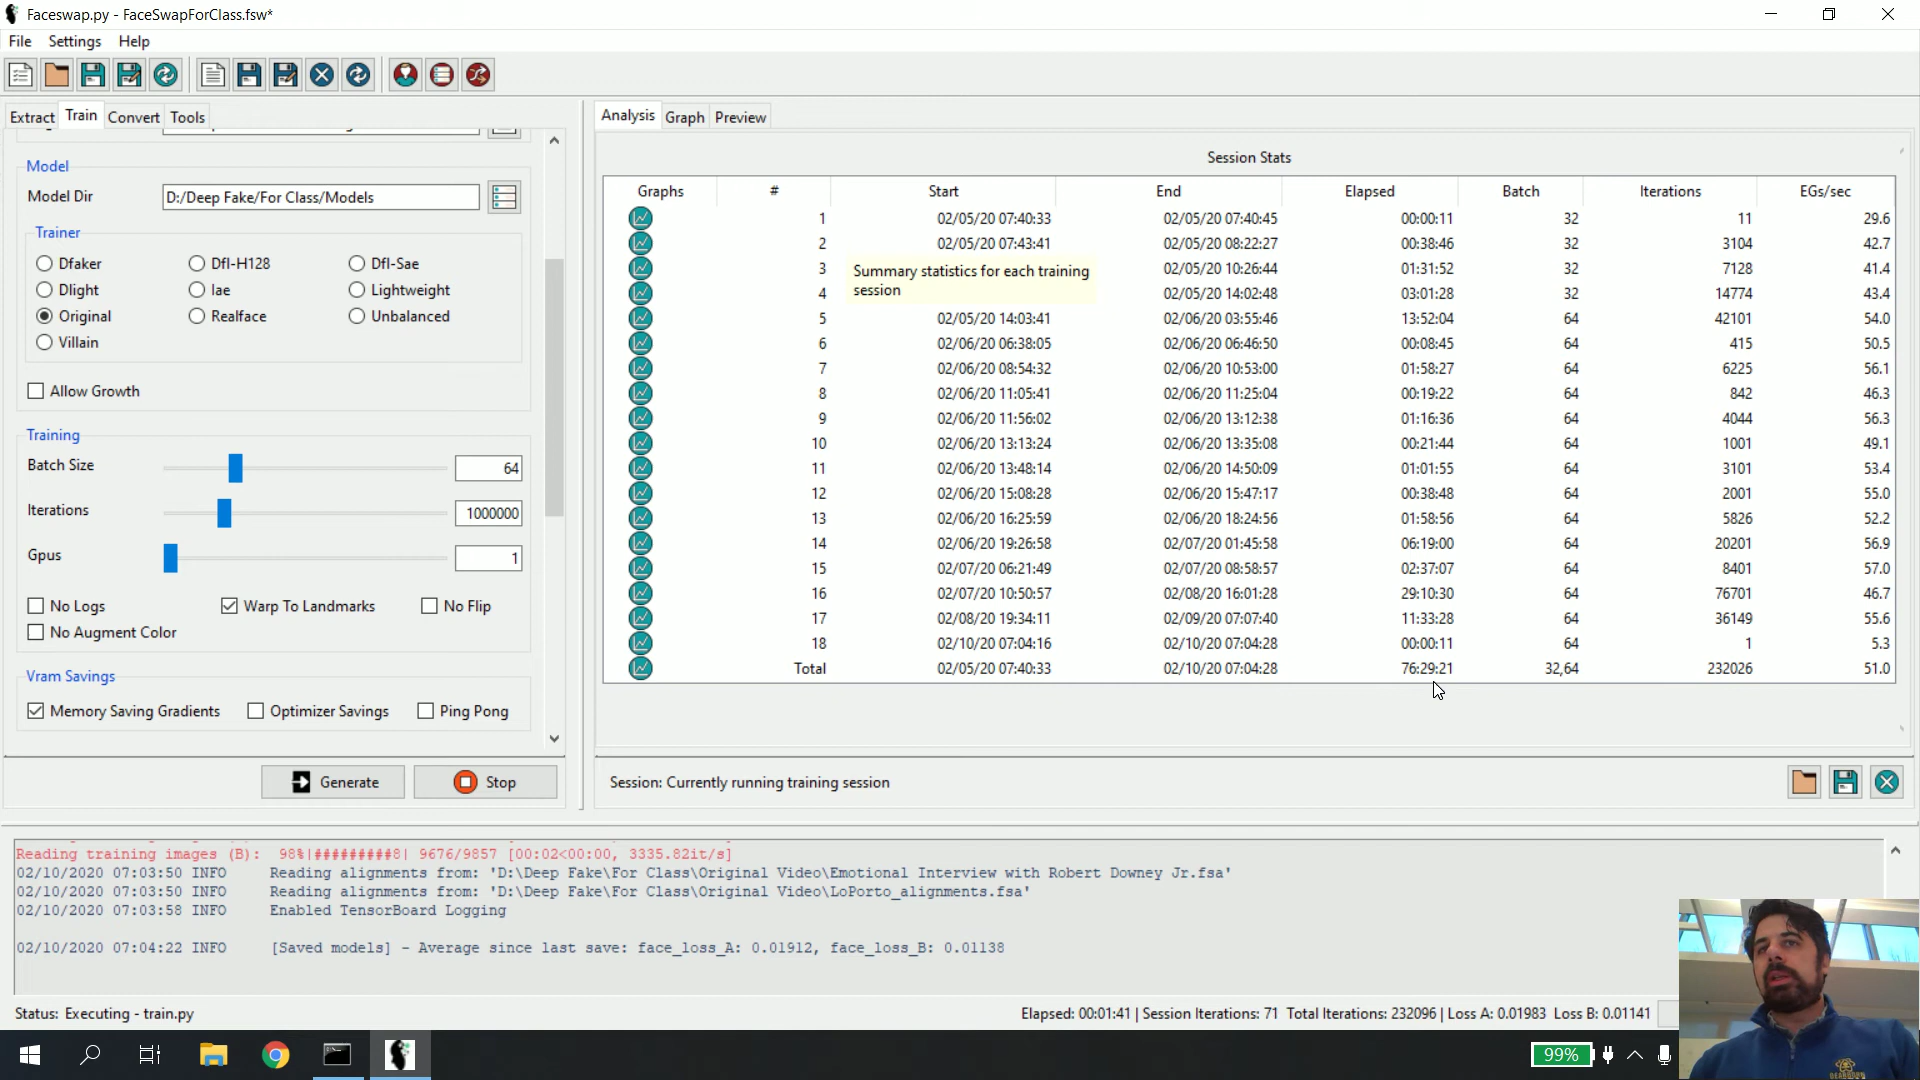 Faceswap.py - FaceSwapForClass.fsw*
File Settings Help
Extract Train Convert Tools
Model
Model Dir D:/Deep Fake/For Class/Models
Trainer
Dfaker Dfl-H128 Dfl-Sae
Dlight Iae Lightweight
Original Realface Unbalanced
Villain
Allow Growth
Training
Batch Size 64
Iterations 1000000
Gpus 1
No Logs Warp To Landmarks No Flip
No Augment Color
Vram Savings
Memory Saving Gradients Optimizer Savings Ping Pong
Generate Stop
Analysis Graph Preview
Session Stats
Graphs # Start End Elapsed Batch Iterations EGs/sec
1 02/05/20 07:40:33 02/05/20 07:40:45 00:00:11 32 11 29.6
2 02/05/20 07:43:41 02/05/20 08:22:27 00:38:46 32 3104 42.7
3 02/05/20 10:26:44 01:31:52 32 7128 41.4
4 02/05/20 14:02:48 03:01:28 32 14774 43.4
Summary statistics for each training
session
5 02/05/20 14:03:41 02/06/20 03:55:46 13:52:04 64 42101 54.0
6 02/06/20 06:38:05 02/06/20 06:46:50 00:08:45 64 415 50.5
7 02/06/20 08:54:32 02/06/20 10:53:00 01:58:27 64 6225 56.1
8 02/06/20 11:05:41 02/06/20 11:25:04 00:19:22 64 842 46.3
9 02/06/20 11:56:02 02/06/20 13:12:38 01:16:36 64 4044 56.3
10 02/06/20 13:13:24 02/06/20 13:35:08 00:21:44 64 1001 49.1
11 02/06/20 13:48:14 02/06/20 14:50:09 01:01:55 64 3101 53.4
12 02/06/20 15:08:28 02/06/20 15:47:17 00:38:48 64 2001 55.0
13 02/06/20 16:25:59 02/06/20 18:24:56 01:58:56 64 5826 52.2
14 02/06/20 19:26:58 02/07/20 01:45:58 06:19:00 64 20201 56.9
15 02/07/20 06:21:49 02/07/20 08:58:57 02:37:07 64 8401 57.0
16 02/07/20 10:50:57 02/08/20 16:01:28 29:10:30 64 76701 46.7
17 02/08/20 19:34:11 02/09/20 07:07:40 11:33:28 64 36149 55.6
18 02/10/20 07:04:16 02/10/20 07:04:28 00:00:11 64 1 5.3
Total 02/05/20 07:40:33 02/10/20 07:04:28 76:29:21 32,64 232026 51.0
Session: Currently running training session
Reading training images (B): 98%|#########8| 9676/9857 [00:02<00:00, 3335.82it/s]
02/10/2020 07:03:50 INFO Reading alignments from: 'D:\Deep Fake\For Class\Original Video\Emotional Interview with Robert Downey Jr.fsa'
02/10/2020 07:03:50 INFO Reading alignments from: 'D:\Deep Fake\For Class\Original Video\LoPorto_alignments.fsa'
02/10/2020 07:03:58 INFO Enabled TensorBoard Logging
02/10/2020 07:04:22 INFO [Saved models] - Average since last save: face_loss_A: 0.01912, face_loss_B: 0.01138
Status: Executing - train.py
Elapsed: 00:01:41 | Session Iterations: 71 Total Iterations: 232096 | Loss A: 0.01983 Loss B: 0.01141
99%